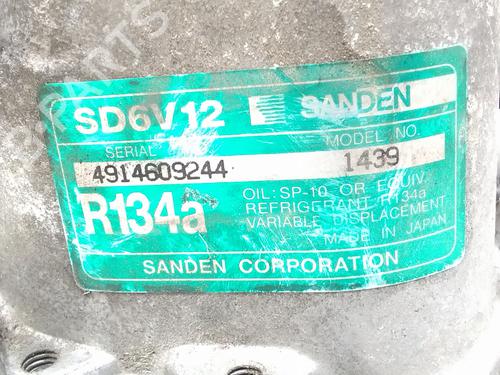 SD6V12 SANDEN
SERIAL MODEL NO.
4914609244 1439
R134a
OIL: SP-10 OR EQUIV.
REFRIGERANT R134a
VARIABLE DISPLACEMENT
MADE IN JAPAN
SANDEN CORPORATION
PARTS